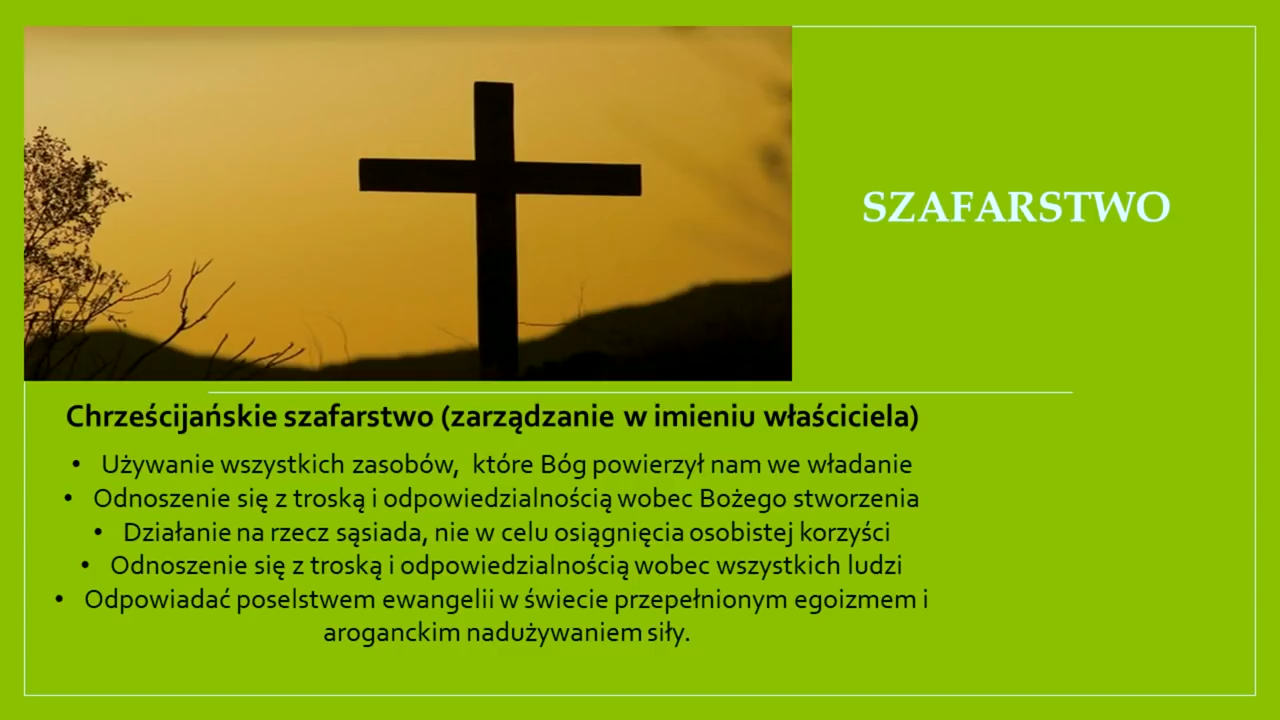 SZAFARSTWO
Chrześcijańskie szafarstwo (zarządzanie w imieniu właściciela)
• Używanie wszystkich zasobów, które Bóg powierzył nam we władanie
• Odnoszenie się z troską i odpowiedzialnością wobec Bożego stworzenia
• Działanie na rzecz sąsiada, nie w celu osiągnięcia osobistej korzyści
• Odnoszenie się z troską i odpowiedzialnością wobec wszystkich ludzi
• Odpowiadać poselstwem ewangelii w świecie przepełnionym egoizmem i
aroganckim nadużywaniem siły.